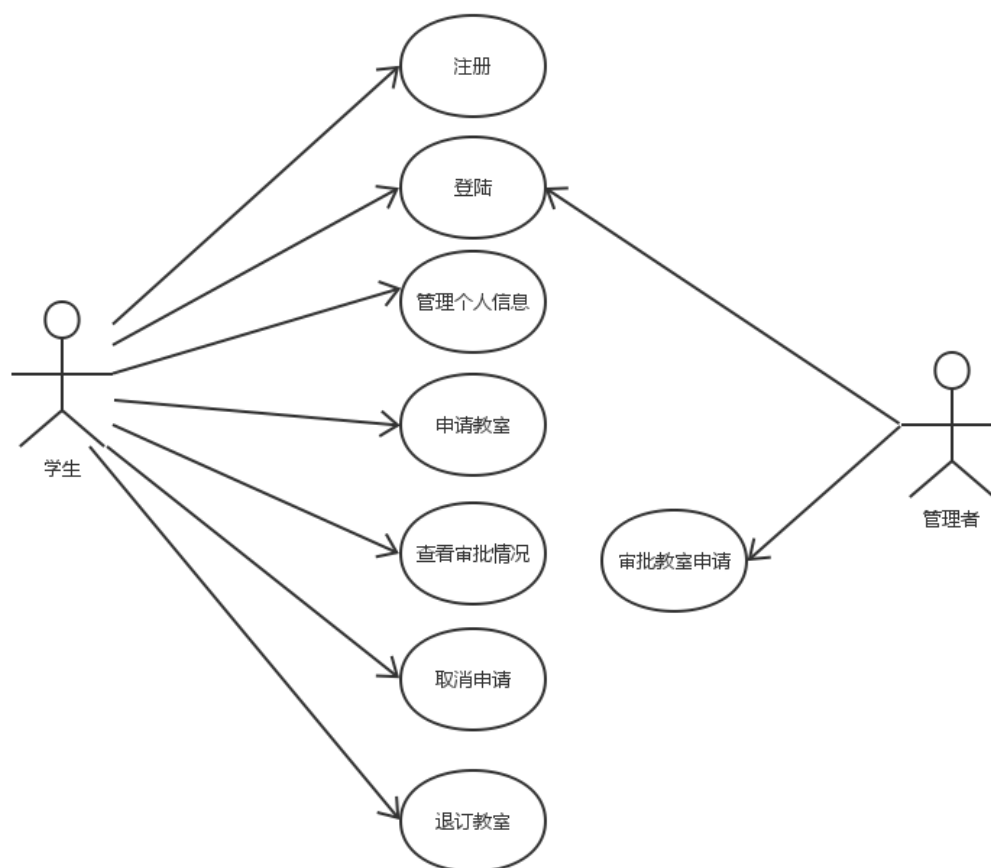 注册
登陆
管理个人信息
申请教室
学生
管理者
查看审批情况
审批教室申请
取消申请
退订教室